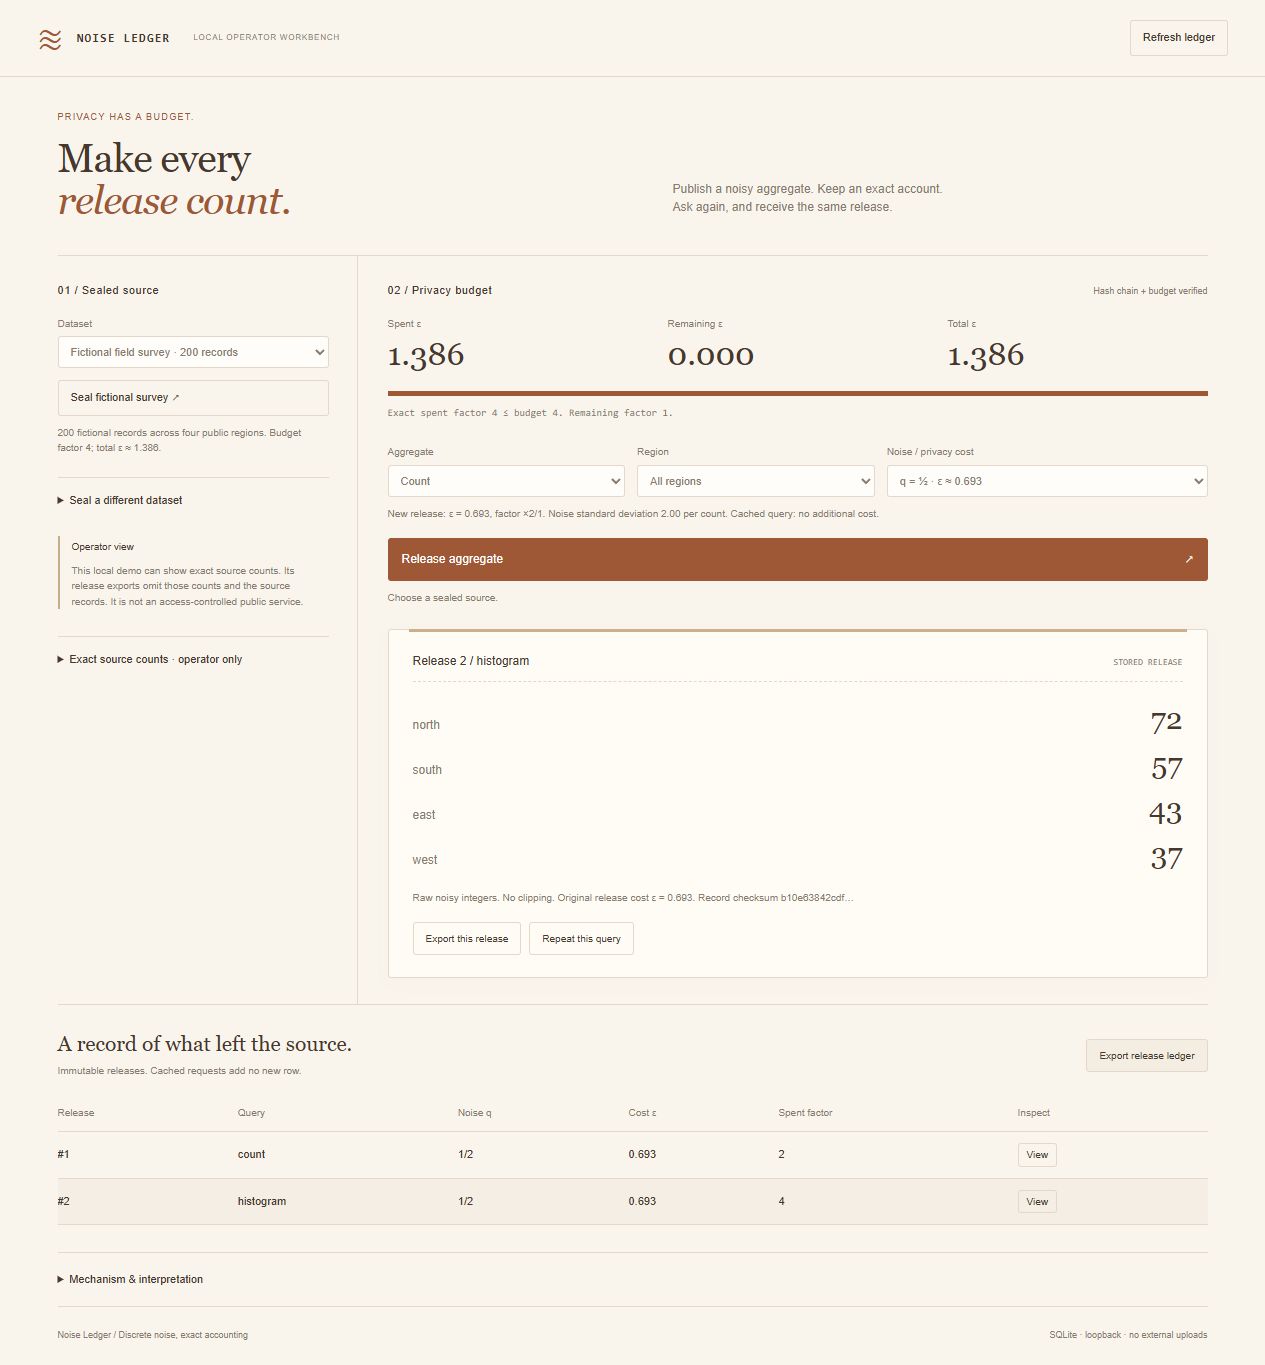 NOISE LEDGER
LOCAL OPERATOR WORKBENCH
Refresh ledger
PRIVACY HAS A BUDGET.
Make every
release count.
Publish a noisy aggregate. Keep an exact account.
Ask again, and receive the same release.
01 / Sealed source
Dataset
Fictional field survey · 200 records
Seal fictional survey ↗
200 fictional records across four public regions. Budget
factor 4; total ε ≈ 1.386.
▶ Seal a different dataset
Operator view
This local demo can show exact source counts. Its
release exports omit those counts and the source
records. It is not an access-controlled public service.
▶ Exact source counts · operator only
02 / Privacy budget
Hash chain + budget verified
Spent ε
Remaining ε
Total ε
1.386
0.000
1.386
Exact spent factor 4 ≤ budget 4. Remaining factor 1.
Aggregate
Region
Noise / privacy cost
Count
All regions
q = ½ · ε ≈ 0.693
New release: ε = 0.693, factor ×2/1. Noise standard deviation 2.00 per count. Cached query: no additional cost.
Release aggregate ↗
Choose a sealed source.
Release 2 / histogram
STORED RELEASE
north 72
south 57
east 43
west 37
Raw noisy integers. No clipping. Original release cost ε = 0.693. Record checksum b10e63842cdf…
Export this release
Repeat this query
A record of what left the source.
Immutable releases. Cached requests add no new row.
Export release ledger
Release Query Noise q Cost ε Spent factor Inspect
#1 count 1/2 0.693 2 View
#2 histogram 1/2 0.693 4 View
▶ Mechanism & interpretation
Noise Ledger / Discrete noise, exact accounting
SQLite · loopback · no external uploads